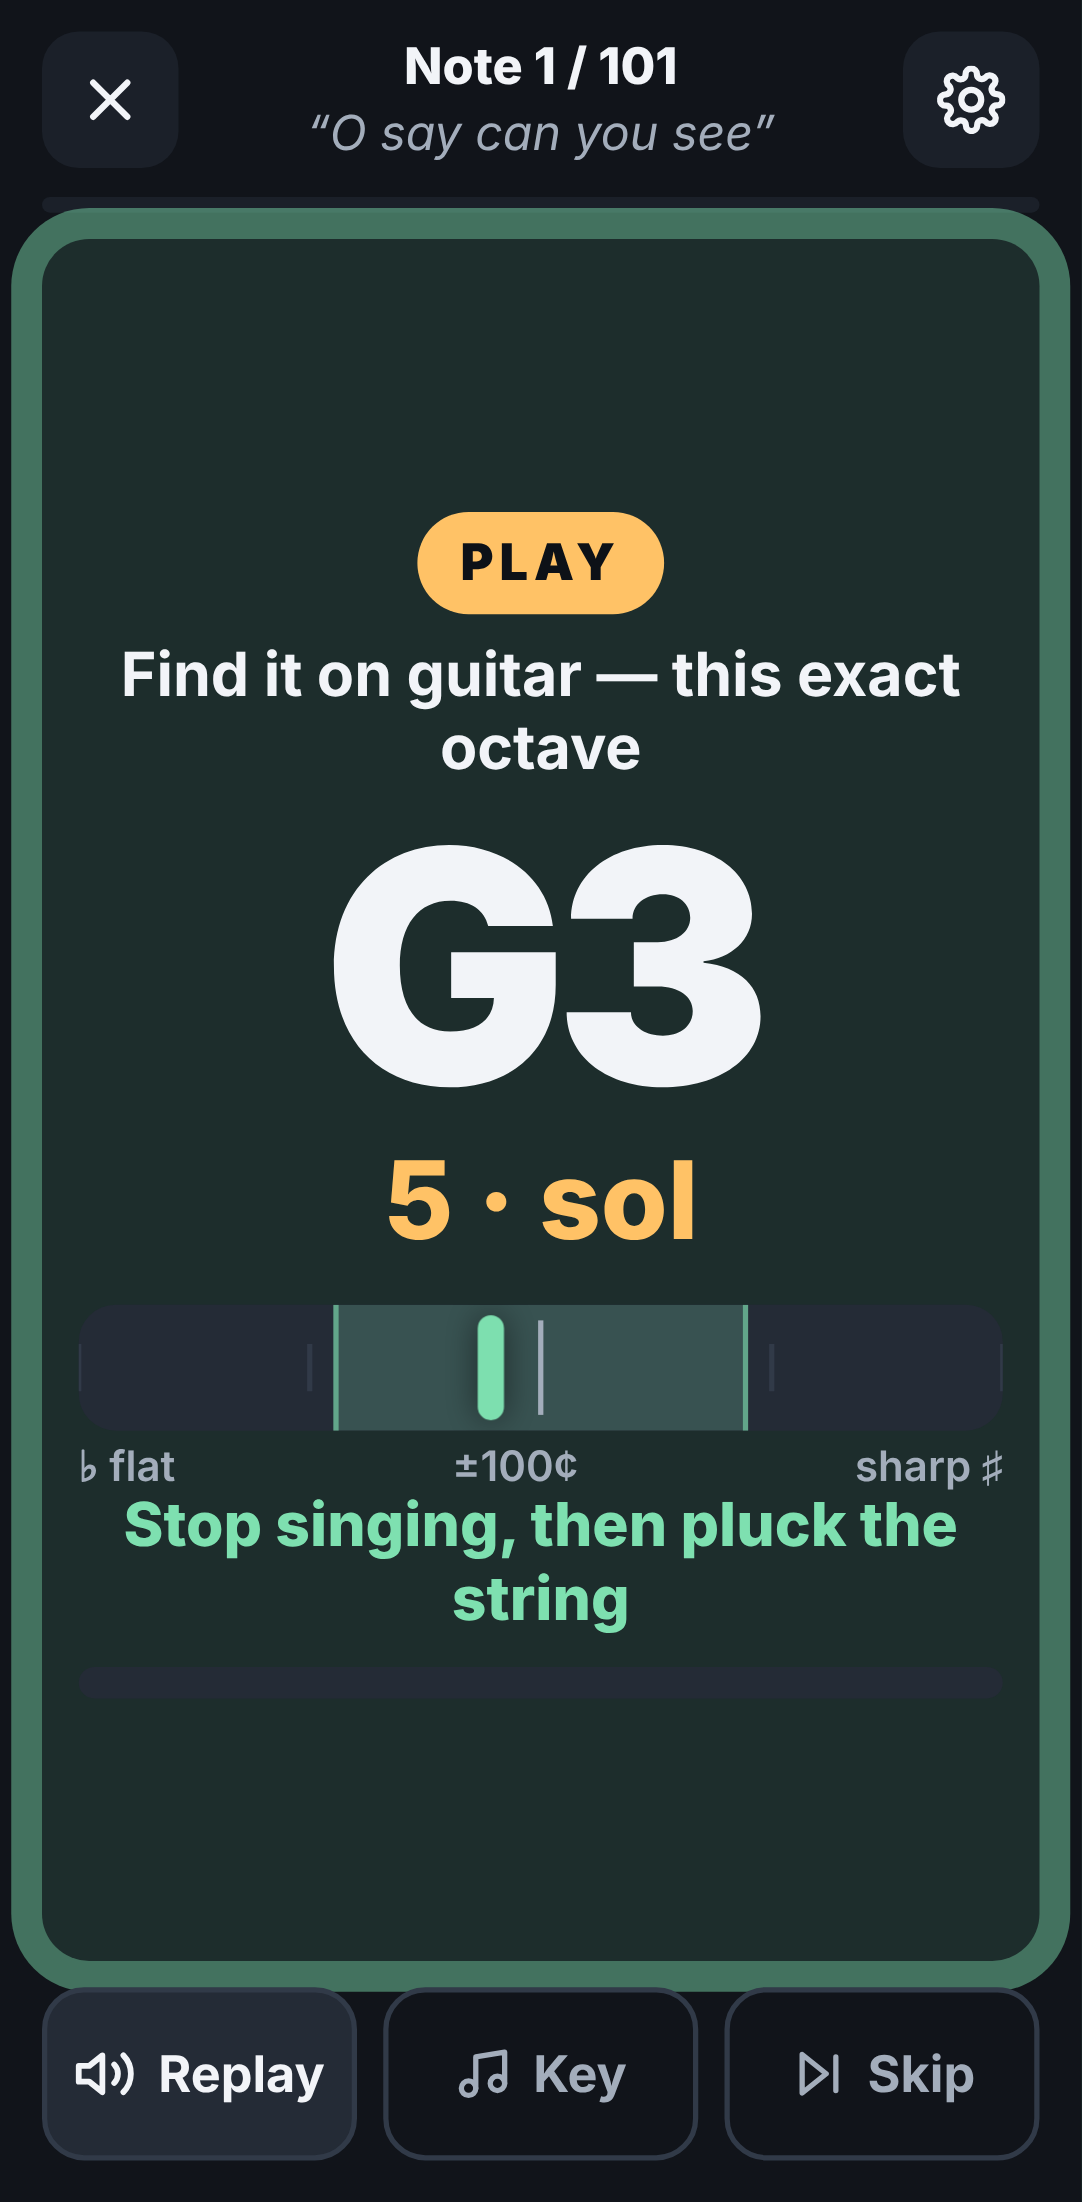 Note 1 / 101
“O say can you see”
PLAY
Find it on guitar — this exact
octave
G3
5 · sol
♭ flat ±100¢ sharp ♯
Stop singing, then pluck the
string
Replay Key Skip